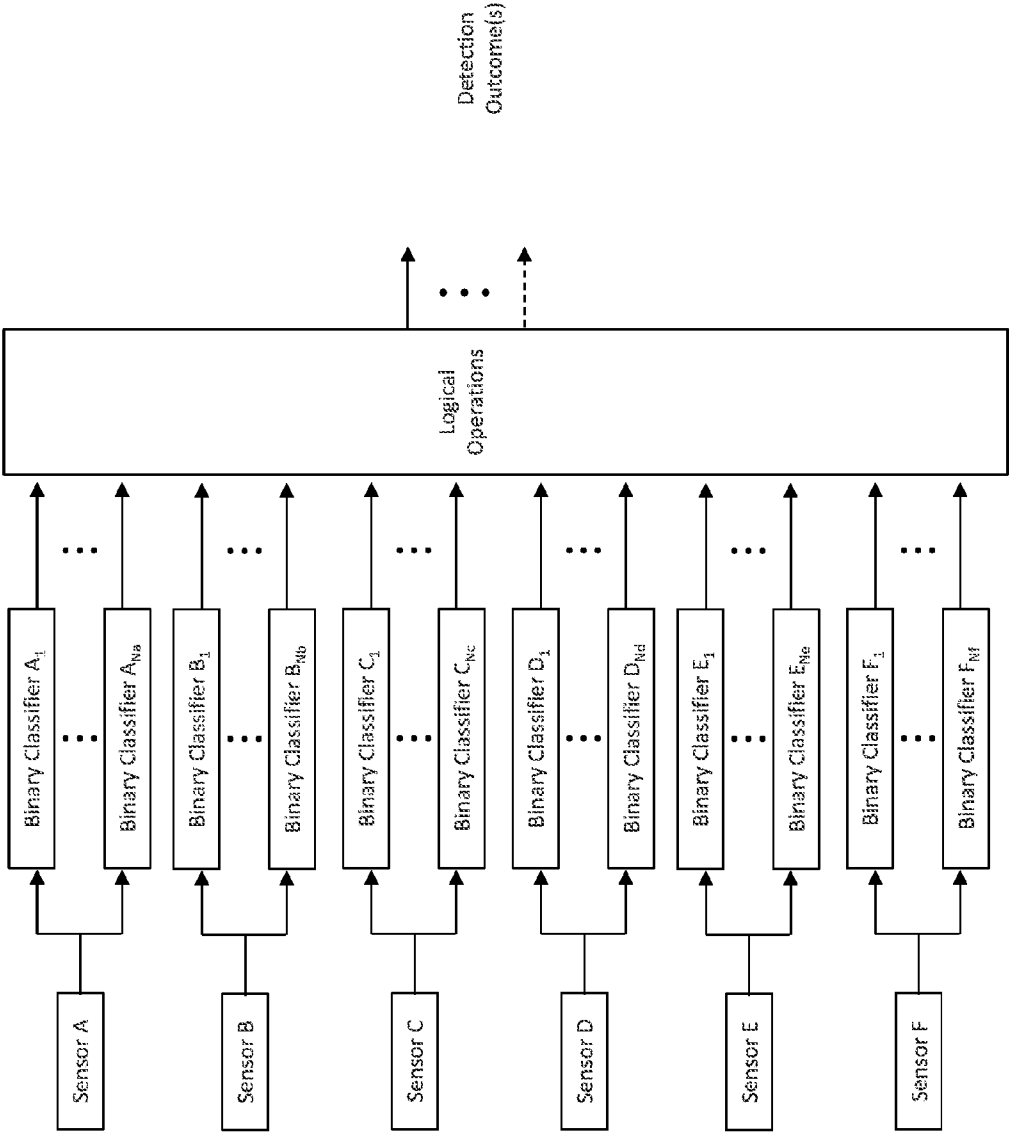 Sensor A
Sensor B
Sensor C
Sensor D
Sensor E
Sensor F
Binary Classifier A1
Binary Classifier ANa
Binary Classifier B1
Binary Classifier BNb
Binary Classifier C1
Binary Classifier CNc
Binary Classifier D1
Binary Classifier DNd
Binary Classifier E1
Binary Classifier ENe
Binary Classifier F1
Binary Classifier FNf
Logical
Operations
Detection
Outcome(s)